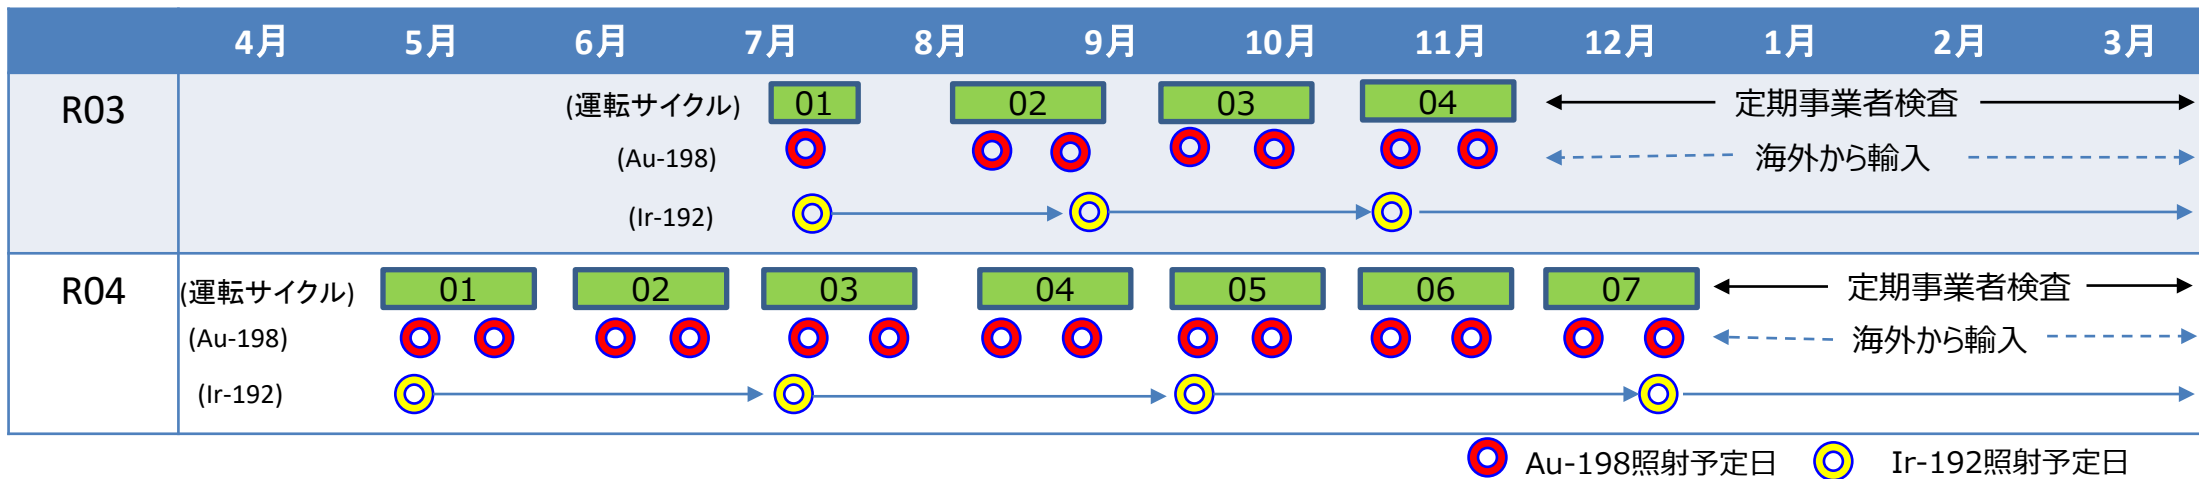 4月 5月 6月 7月 8月 9月 10月 11月 12月 1月 2月 3月
R03 (運転サイクル) 01 02 03 04 定期事業者検査
(Au-198) 海外から輸入
(Ir-192)
R04 (運転サイクル) 01 02 03 04 05 06 07 定期事業者検査
(Au-198) 海外から輸入
(Ir-192)
Au-198照射予定日 Ir-192照射予定日